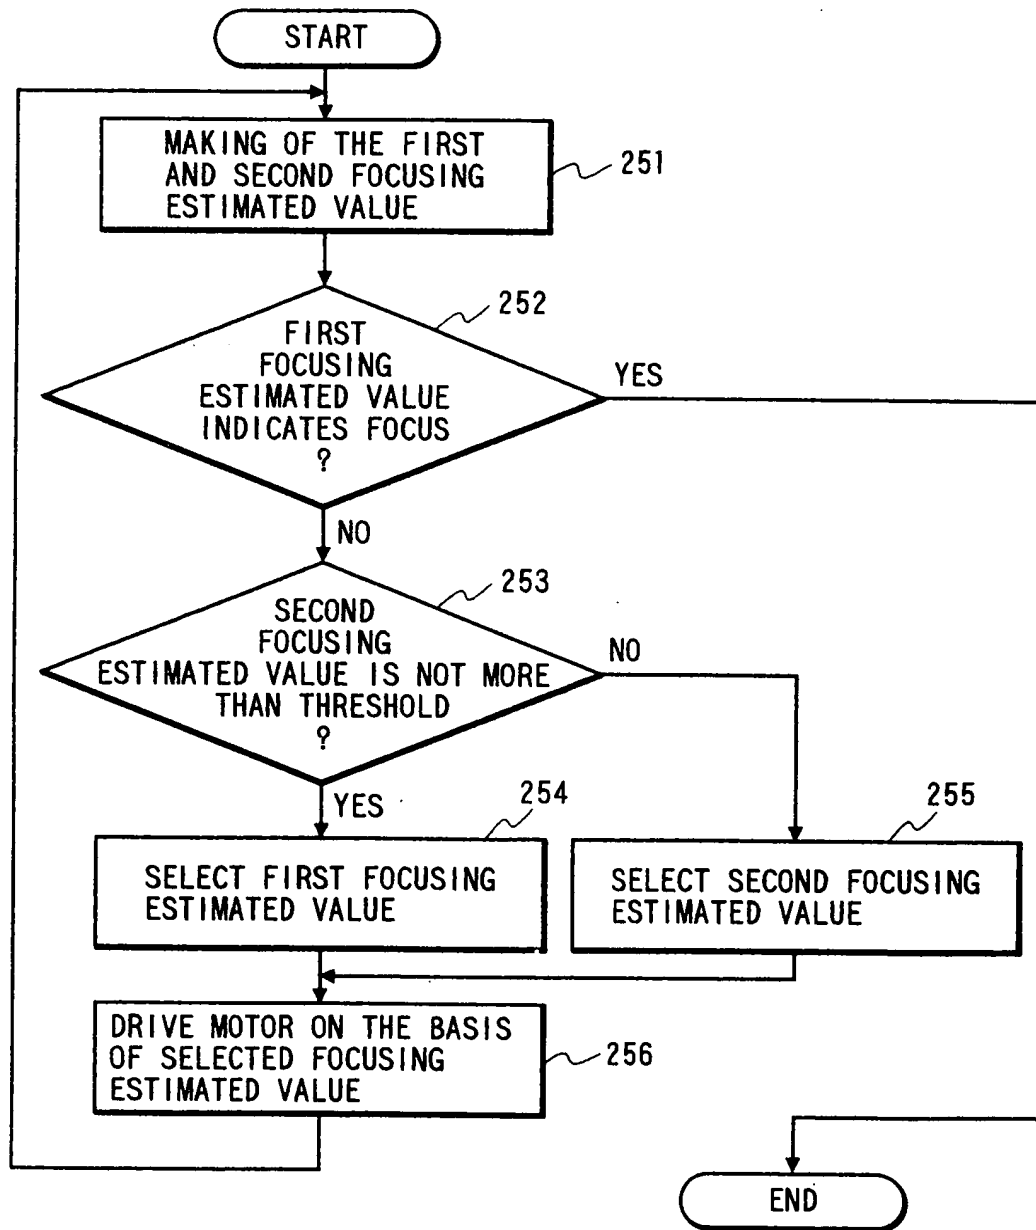 START
MAKING OF THE FIRST
AND SECOND FOCUSING
ESTIMATED VALUE
251
252
FIRST
FOCUSING
ESTIMATED VALUE
INDICATES FOCUS
?
YES
NO
253
SECOND
FOCUSING
ESTIMATED VALUE IS NOT MORE
THAN THRESHOLD
?
NO
YES
254
255
SELECT FIRST FOCUSING
ESTIMATED VALUE
SELECT SECOND FOCUSING
ESTIMATED VALUE
DRIVE MOTOR ON THE BASIS
OF SELECTED FOCUSING
ESTIMATED VALUE
256
END